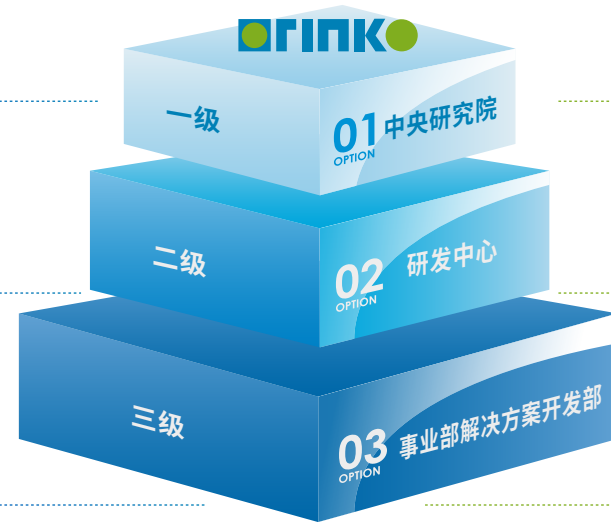 ORINKO
一级
01
OPTION
中央研究院
二级
02
OPTION
研发中心
三级
03
OPTION
事业部解决方案开发部